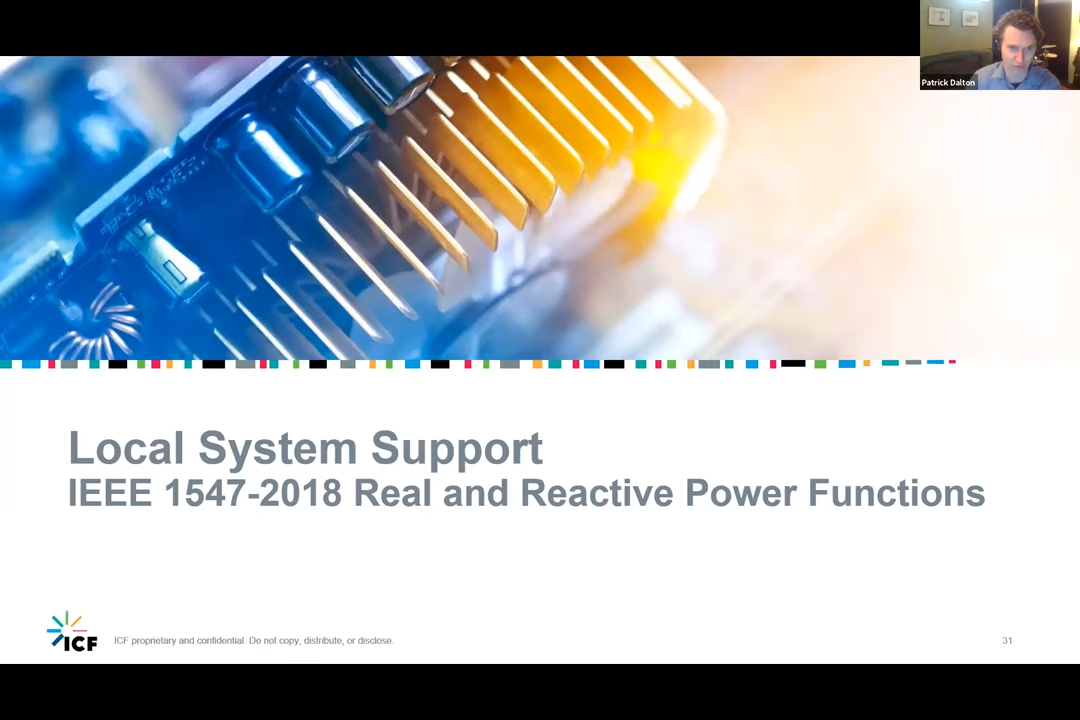 Patrick Dalton
Local System Support
IEEE 1547-2018 Real and Reactive Power Functions
ICF
ICF proprietary and confidential. Do not copy, distribute, or disclose.
31